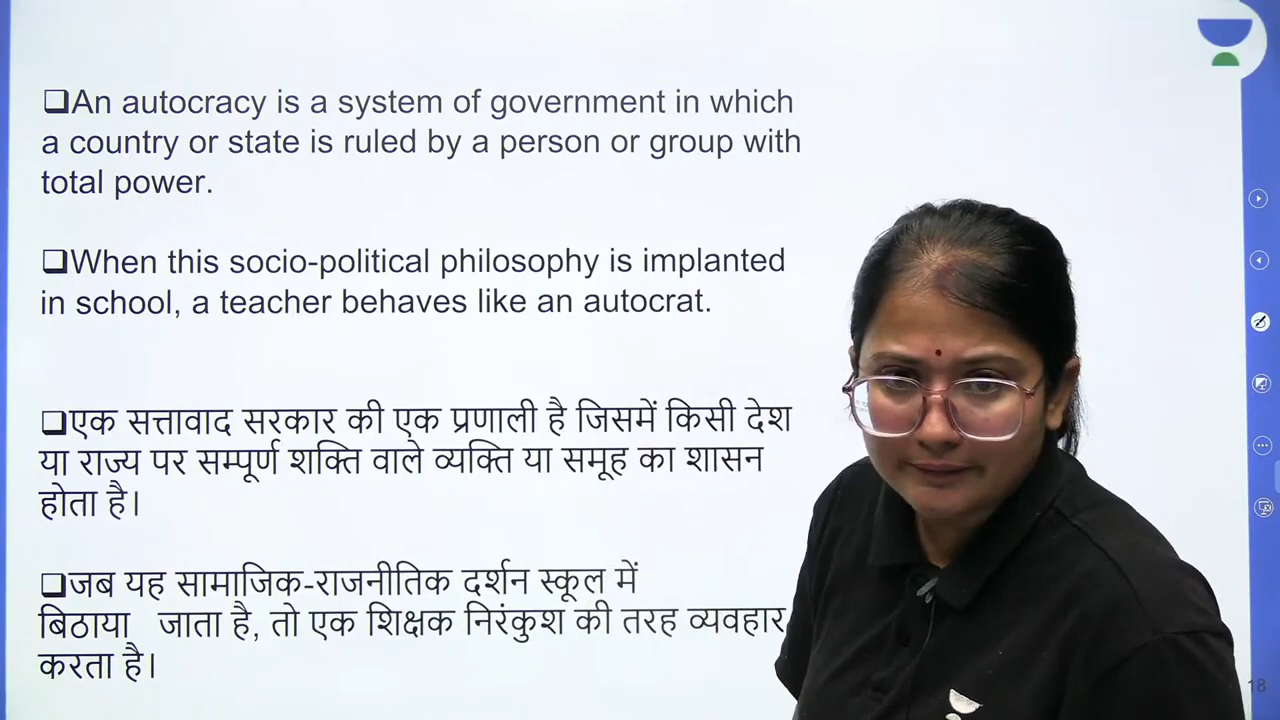 ❑An autocracy is a system of government in which
a country or state is ruled by a person or group with
total power.
❑When this socio-political philosophy is implanted
in school, a teacher behaves like an autocrat.
❑एक सत्तावाद सरकार की एक प्रणाली है जिसमें किसी देश
या राज्य पर सम्पूर्ण शक्ति वाले व्यक्ति या समूह का शासन
होता है।
❑जब यह सामाजिक-राजनीतिक दर्शन स्कूल में
बिठाया जाता है, तो एक शिक्षक निरंकुश की तरह व्यवहार
करता है।
18